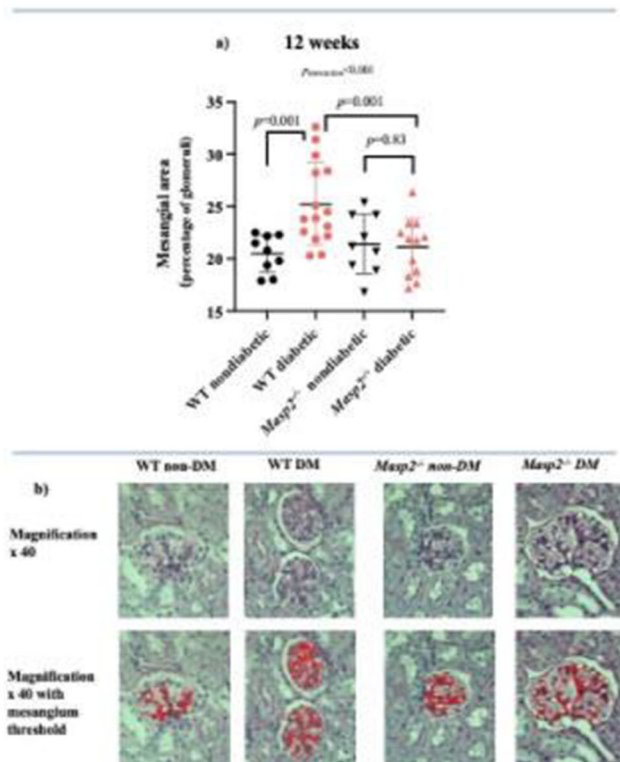 a)
12 weeks
p=0.001
p=0.001
p=0.83
Mesangial area
(percentage of glomeruli)
35
30
25
20
15
WT nondiabetic
WT diabetic
Masp2-/- nondiabetic
Masp2-/- diabetic
b)
WT non-DM
WT DM
Masp2-/- non-DM
Masp2-/- DM
Magnification
x 40
Magnification
x 40 with
mesangium
threshold